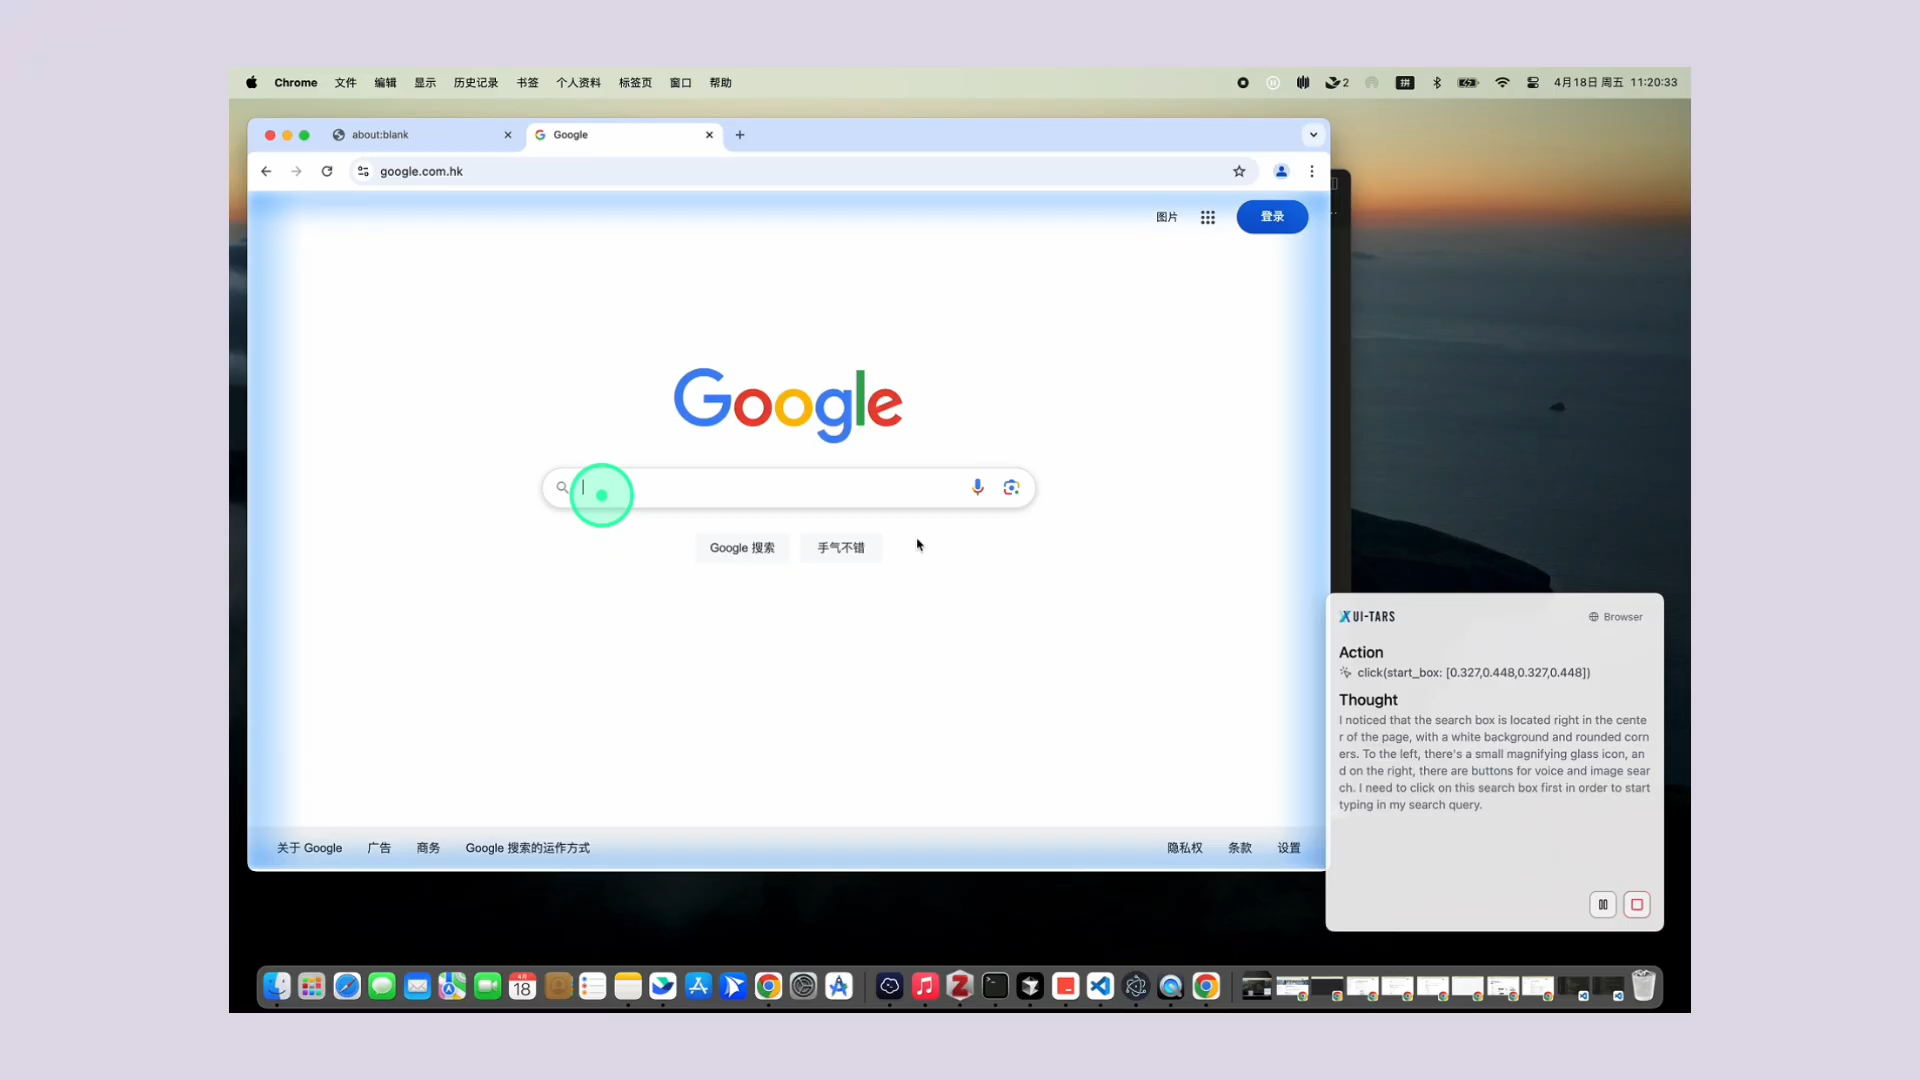 Chrome 文件 编辑 显示 历史记录 书签 个人资料 标签页 窗口 帮助 2 拼 4月18日 周五 11:20:33
about:blank Google
google.com.hk
图片 登录
Google
Google 搜索 手气不错
关于 Google 广告 商务 Google 搜索的运作方式 隐私权 条款 设置
UI-TARS Browser
Action
click(start_box: [0.327,0.448,0.327,0.448])
Thought
I noticed that the search box is located right in the cente
r of the page, with a white background and rounded corn
ers. To the left, there's a small magnifying glass icon, an
d on the right, there are buttons for voice and image sear
ch. I need to click on this search box first in order to start
typing in my search query.
4月
18